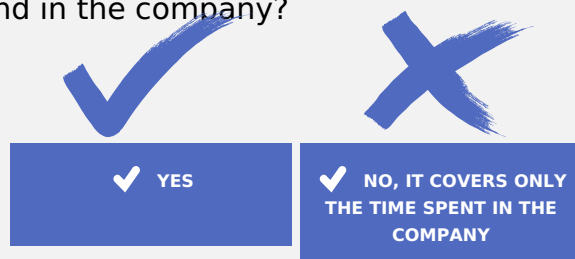 nd in the company?
YES
NO, IT COVERS ONLY
THE TIME SPENT IN THE
COMPANY